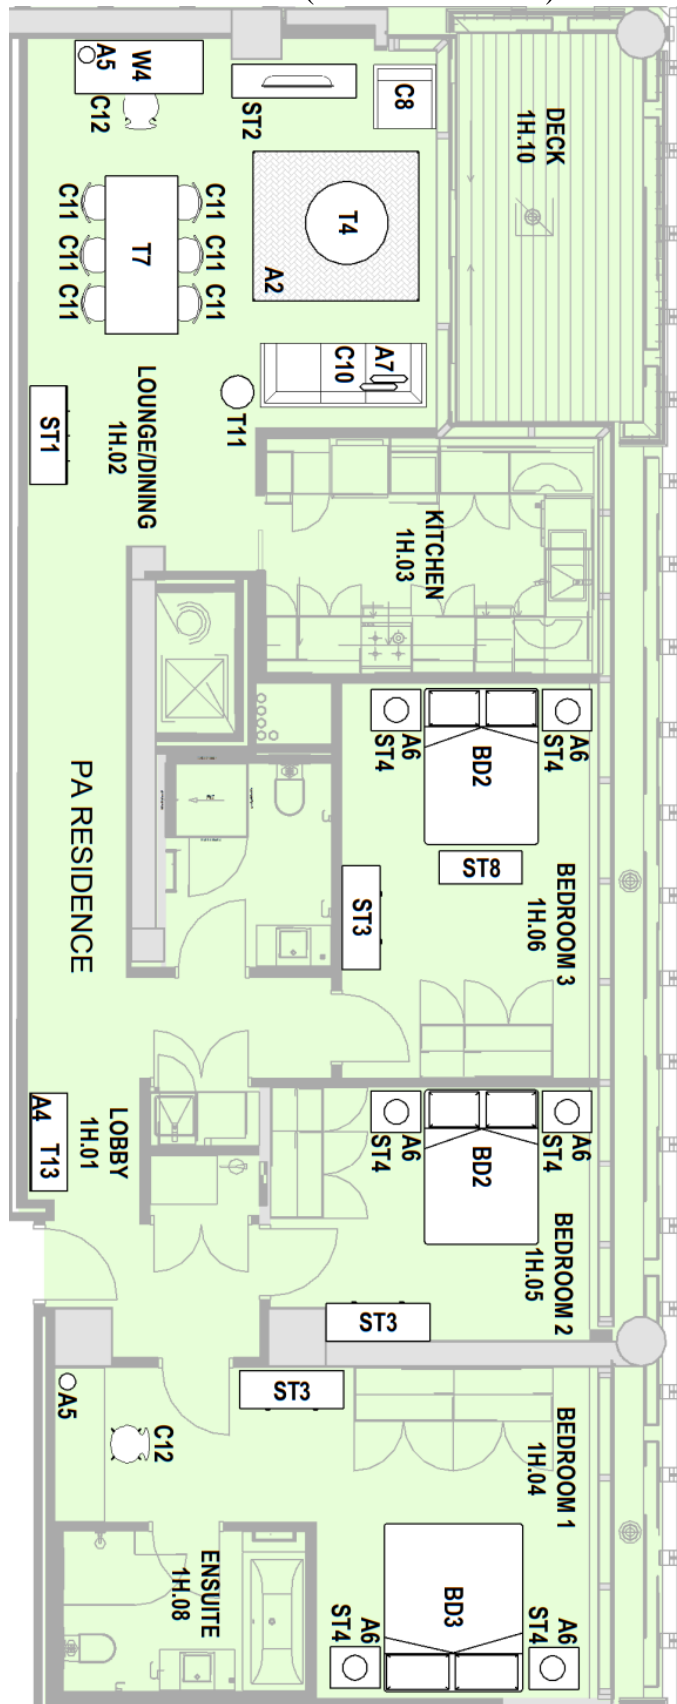 A5
W4
C12
ST2
C8
DECK
1H.10
C11
C11
C11
T7
C11
C11
C11
T4
A2
C10
A7
T11
ST1
LOUNGE/DINING
1H.02
KITCHEN
1H.03
ST4
A6
BD2
ST4
A6
ST8
ST3
BEDROOM 3
1H.06
PA RESIDENCE
LOBBY
1H.01
A4
T13
ST4
A6
BD2
ST4
A6
BEDROOM 2
1H.05
ST3
ST3
A5
C12
BEDROOM 1
1H.04
ENSUITE
1H.08
BD3
ST4
A6
ST4
A6